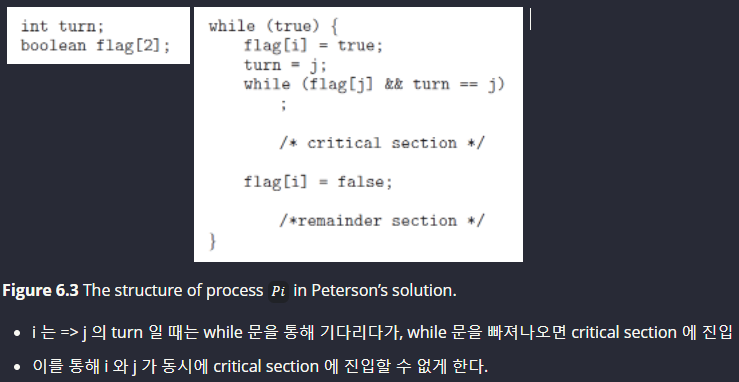 int turn;
boolean flag[2];
while (true) {
flag[i] = true;
turn = j;
while (flag[j] && turn == j)
;
/* critical section */
flag[i] = false;
/*remainder section */
}
Figure 6.3 The structure of process Pi in Peterson's solution.
• i 는 => j 의 turn 일 때는 while 문을 통해 기다리다가, while 문을 빠져나오면 critical section 에 진입
• 이를 통해 i 와 j 가 동시에 critical section 에 진입할 수 없게 한다.